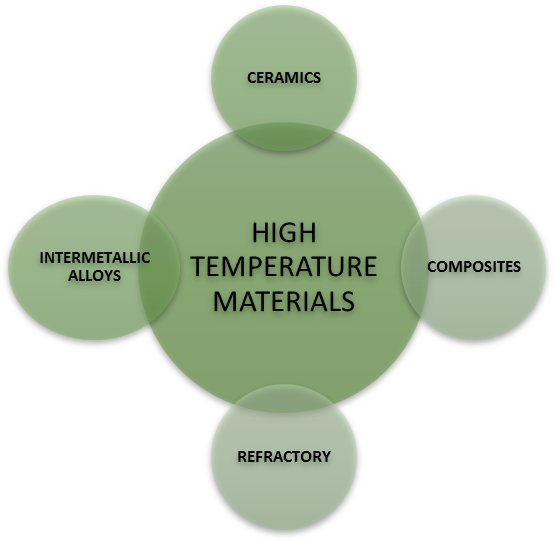 CERAMICS
HIGH
TEMPERATURE
MATERIALS
INTERMETALLIC
ALLOYS
COMPOSITES
REFRACTORY